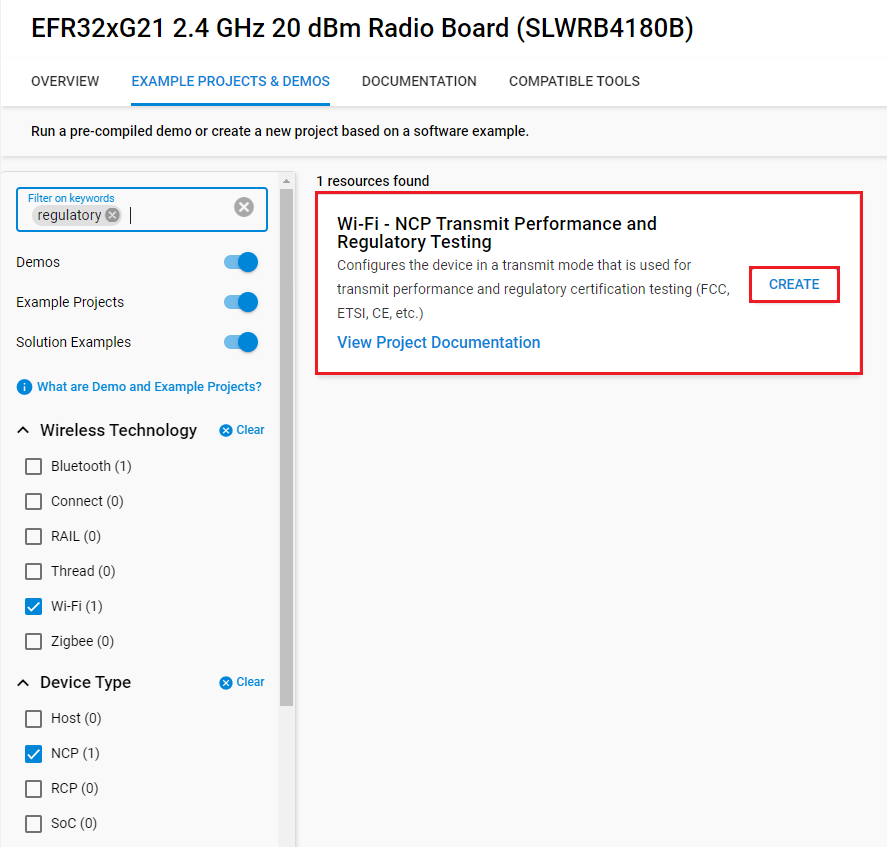 EFR32xG21 2.4 GHz 20 dBm Radio Board (SLWRB4180B)
OVERVIEW
EXAMPLE PROJECTS & DEMOS
DOCUMENTATION
COMPATIBLE TOOLS
Run a pre-compiled demo or create a new project based on a software example.
Filter on keywords
regulatory
Demos
Example Projects
Solution Examples
What are Demo and Example Projects?
Wireless Technology
Clear
Bluetooth (1)
Connect (0)
RAIL (0)
Thread (0)
Wi-Fi (1)
Zigbee (0)
Device Type
Clear
Host (0)
NCP (1)
RCP (0)
SoC (0)
1 resources found
Wi-Fi - NCP Transmit Performance and
Regulatory Testing
Configures the device in a transmit mode that is used for
transmit performance and regulatory certification testing (FCC,
ETSI, CE, etc.)
View Project Documentation
CREATE